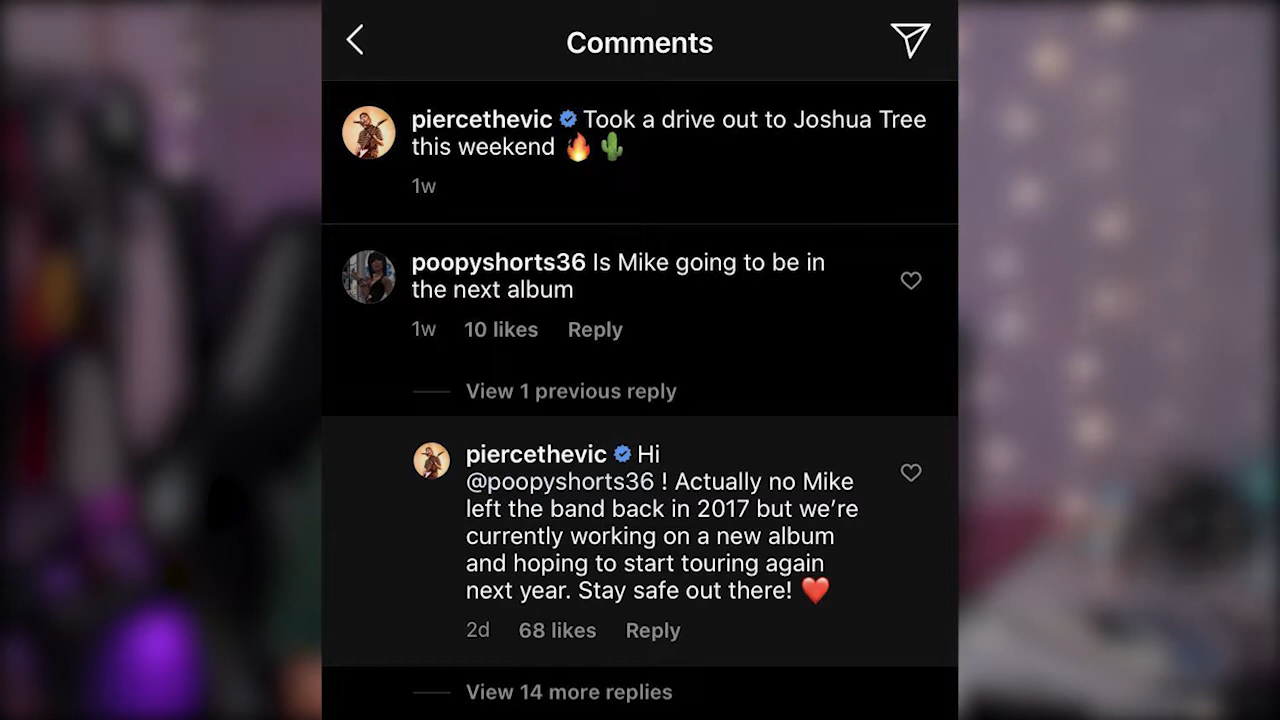 Comments
piercethevic Took a drive out to Joshua Tree
this weekend 🔥 🌵
1w
poopyshorts36 Is Mike going to be in
the next album
1w 10 likes Reply
View 1 previous reply
piercethevic Hi
@poopyshorts36 ! Actually no Mike
left the band back in 2017 but we’re
currently working on a new album
and hoping to start touring again
next year. Stay safe out there! ❤️
2d 68 likes Reply
View 14 more replies